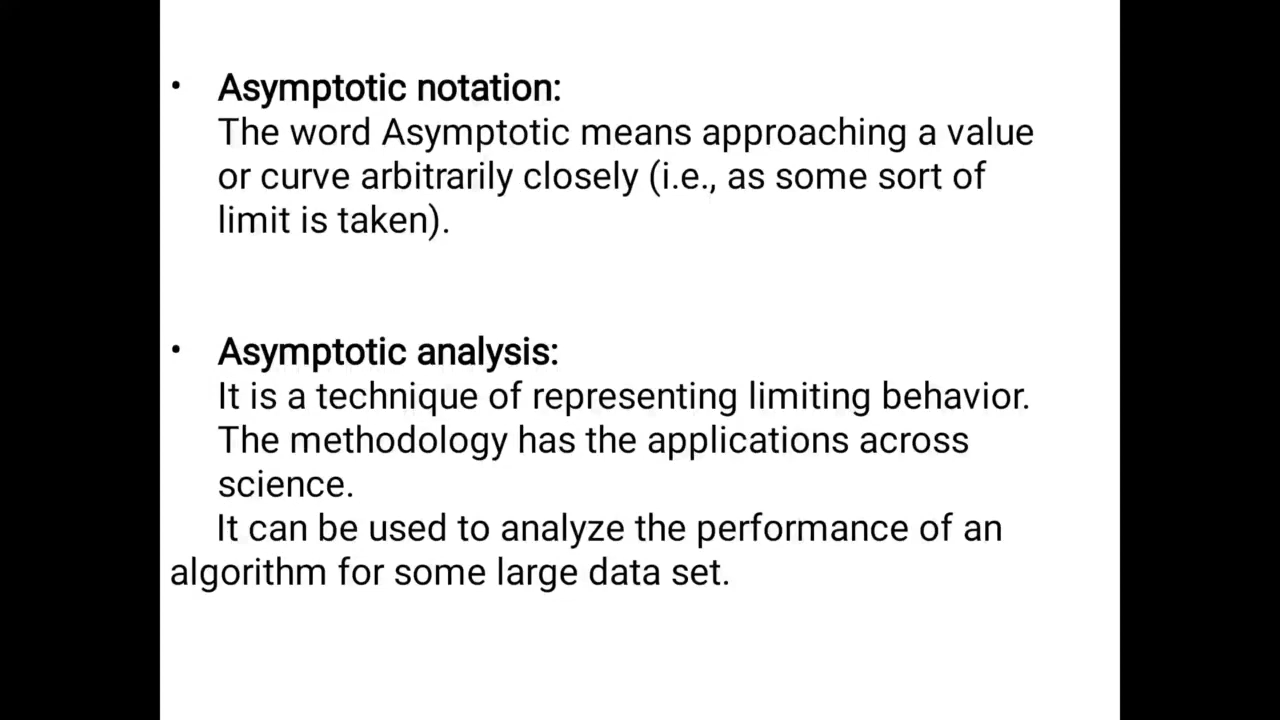 • Asymptotic notation:
The word Asymptotic means approaching a value
or curve arbitrarily closely (i.e., as some sort of
limit is taken).
• Asymptotic analysis:
It is a technique of representing limiting behavior.
The methodology has the applications across
science.
It can be used to analyze the performance of an
algorithm for some large data set.